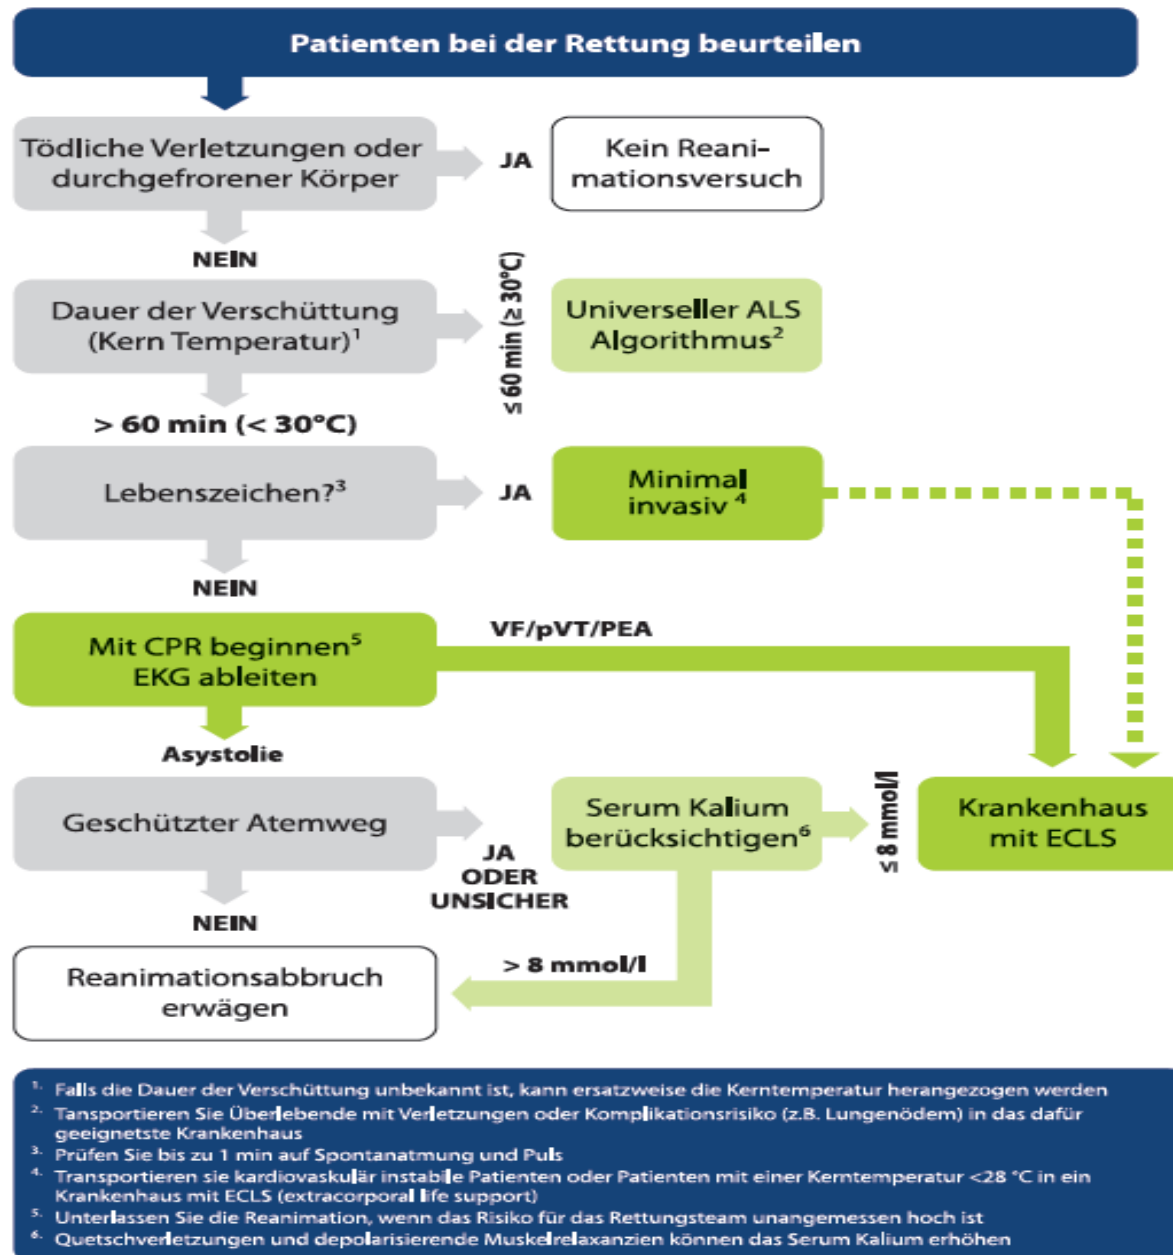 Patienten bei der Rettung beurteilen
Tödliche Verletzungen oder
durchgefrorener Körper
JA
Kein Reani-
mationsversuch
NEIN
Dauer der Verschüttung
(Kern Temperatur)¹
≤ 60 min (≥ 30°C)
Universeller ALS
Algorithmus²
> 60 min (< 30°C)
Lebenszeichen?³
JA
Minimal
invasiv ⁴
NEIN
Mit CPR beginnen⁵
EKG ableiten
VF/pVT/PEA
Asystolie
Geschützter Atemweg
JA
ODER
UNSICHER
Serum Kalium
berücksichtigen⁶
≤ 8 mmol/l
Krankenhaus
mit ECLS
NEIN
> 8 mmol/l
Reanimationsabbruch
erwägen
¹· Falls die Dauer der Verschüttung unbekannt ist, kann ersatzweise die Kerntemperatur herangezogen werden
²· Tansportieren Sie Überlebende mit Verletzungen oder Komplikationsrisiko (z.B. Lungenödem) in das dafür
geeignetste Krankenhaus
³· Prüfen Sie bis zu 1 min auf Spontanatmung und Puls
⁴· Transportieren sie kardiovaskulär instabile Patienten oder Patienten mit einer Kerntemperatur <28 °C in ein
Krankenhaus mit ECLS (extracorporal life support)
⁵· Unterlassen Sie die Reanimation, wenn das Risiko für das Rettungsteam unangemessen hoch ist
⁶· Quetschverletzungen und depolarisierende Muskelrelaxanzien können das Serum Kalium erhöhen